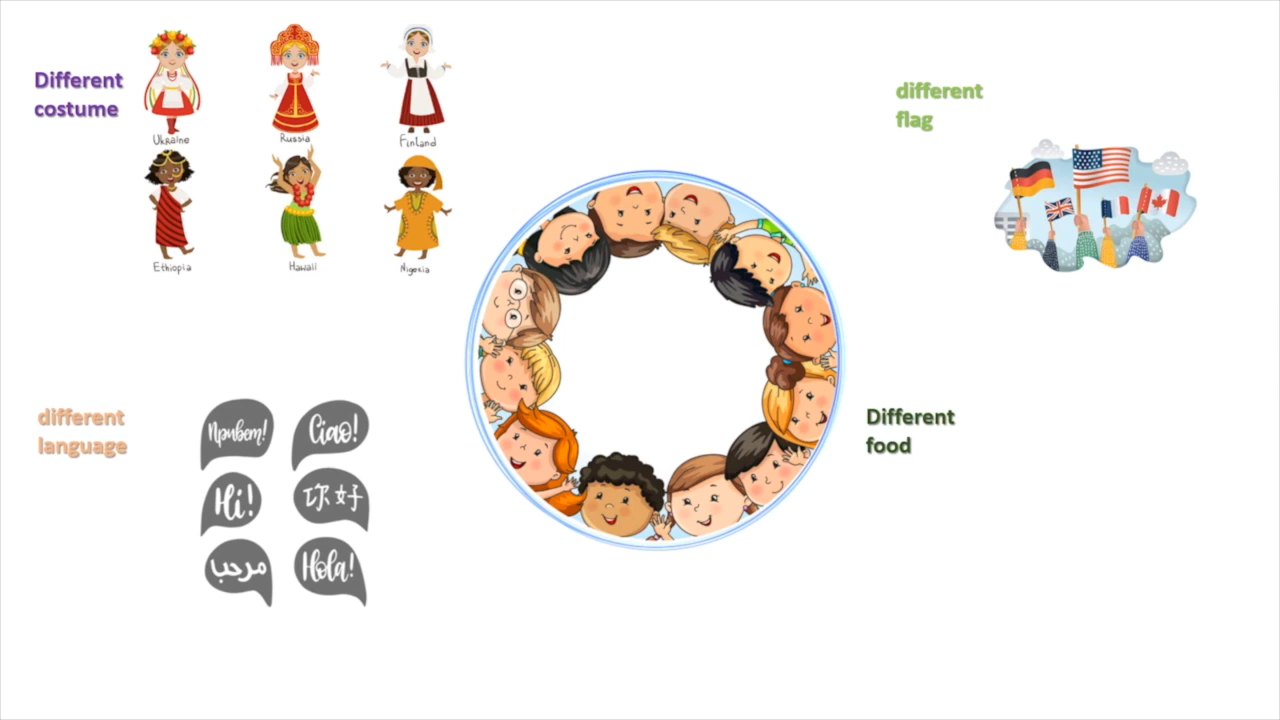 Different
costume
Ukraine
Russia
Finland
Ethiopia
Hawaii
Nigeria
different
flag
different
language
Привет!
Ciao!
Hi!
你好
مرحبا
Hola!
Different
food